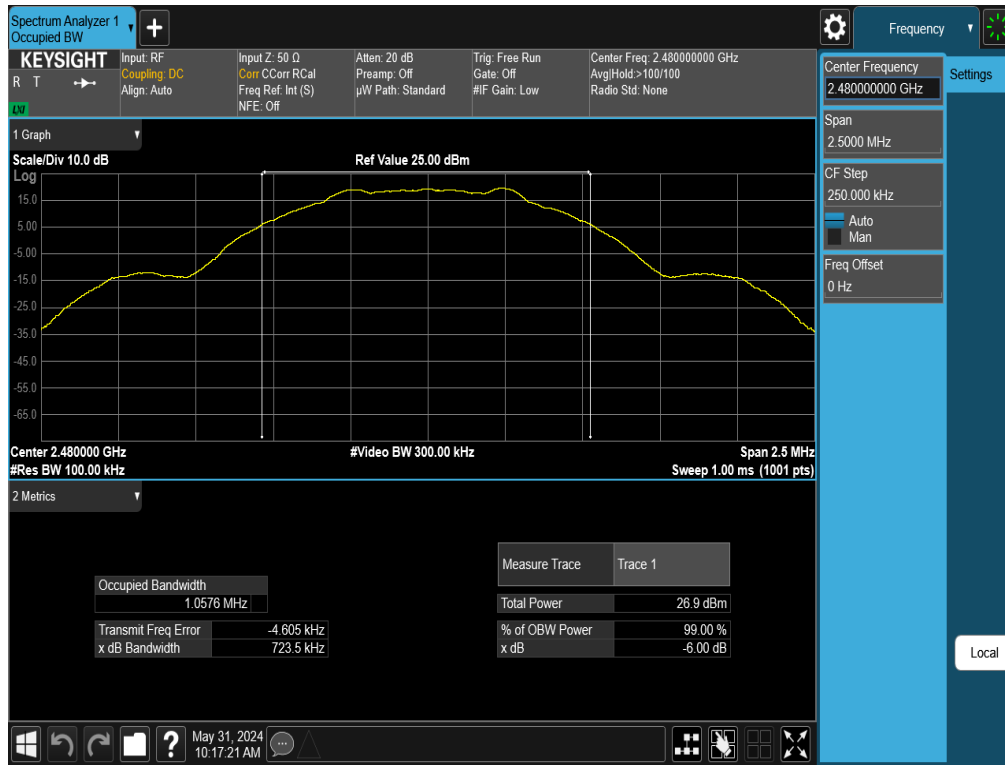 Spectrum Analyzer 1
Occupied BW
+
Frequency
KEYSIGHT
R T
LXI
Input: RF
Coupling: DC
Align: Auto
Input Z: 50 Ω
Corr CCorr RCal
Freq Ref: Int (S)
NFE: Off
Atten: 20 dB
Preamp: Off
µW Path: Standard
Trig: Free Run
Gate: Off
#IF Gain: Low
Center Freq: 2.480000000 GHz
Avg|Hold:>100/100
Radio Std: None
Center Frequency
2.480000000 GHz
Settings
Span
2.5000 MHz
CF Step
250.000 kHz
Auto
Man
Freq Offset
0 Hz
Local
1 Graph
Scale/Div 10.0 dB
Ref Value 25.00 dBm
Log
15.0
5.00
-5.00
-15.0
-25.0
-35.0
-45.0
-55.0
-65.0
Center 2.480000 GHz
#Video BW 300.00 kHz
Span 2.5 MHz
#Res BW 100.00 kHz
Sweep 1.00 ms (1001 pts)
2 Metrics
Measure Trace Trace 1
Occupied Bandwidth
1.0576 MHz
Total Power 26.9 dBm
Transmit Freq Error -4.605 kHz
% of OBW Power 99.00 %
x dB Bandwidth 723.5 kHz
x dB -6.00 dB
?
May 31, 2024
10:17:21 AM